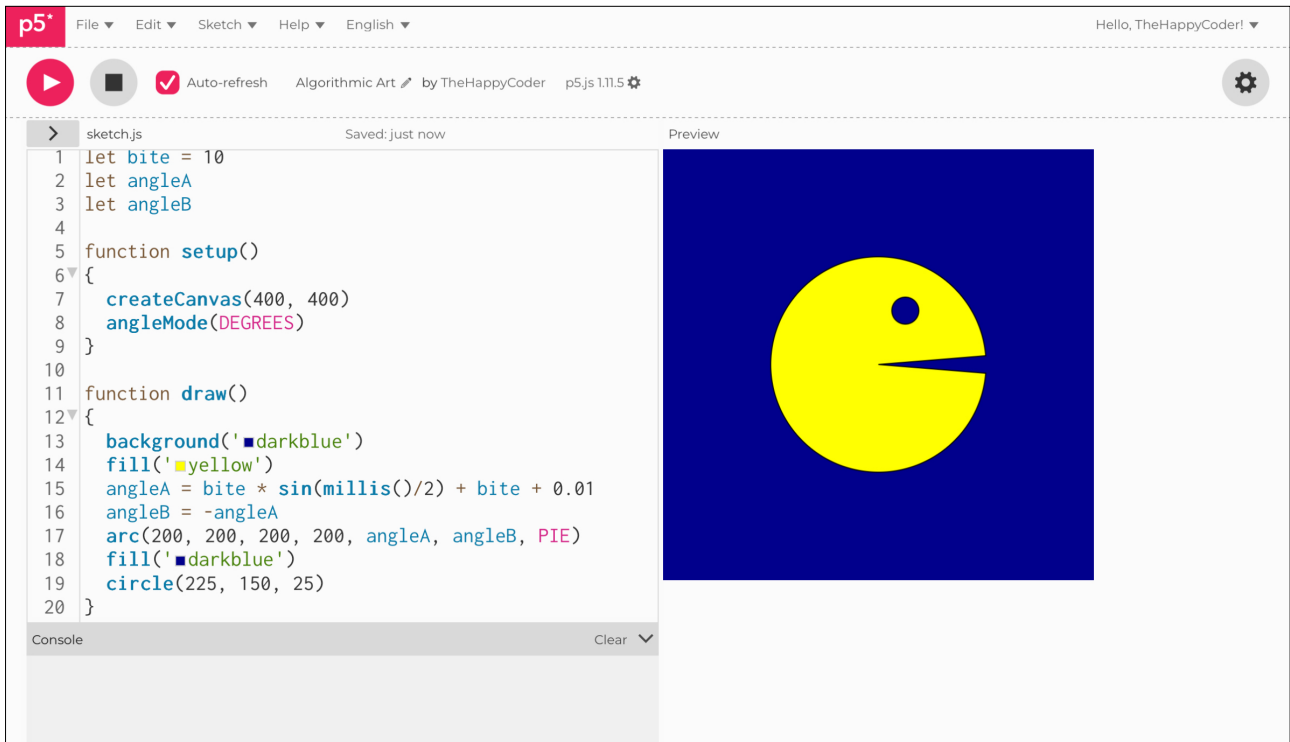 p5* File Edit Sketch Help English Hello, TheHappyCoder!
Auto-refresh Algorithmic Art by TheHappyCoder p5.js 1.11.5
sketch.js Saved: just now Preview
1 let bite = 10
2 let angleA
3 let angleB
4
5 function setup()
6 {
7 createCanvas(400, 400)
8 angleMode(DEGREES)
9 }
10
11 function draw()
12 {
13 background('darkblue')
14 fill('yellow')
15 angleA = bite * sin(millis()/2) + bite + 0.01
16 angleB = -angleA
17 arc(200, 200, 200, 200, angleA, angleB, PIE)
18 fill('darkblue')
19 circle(225, 150, 25)
20 }
Console Clear